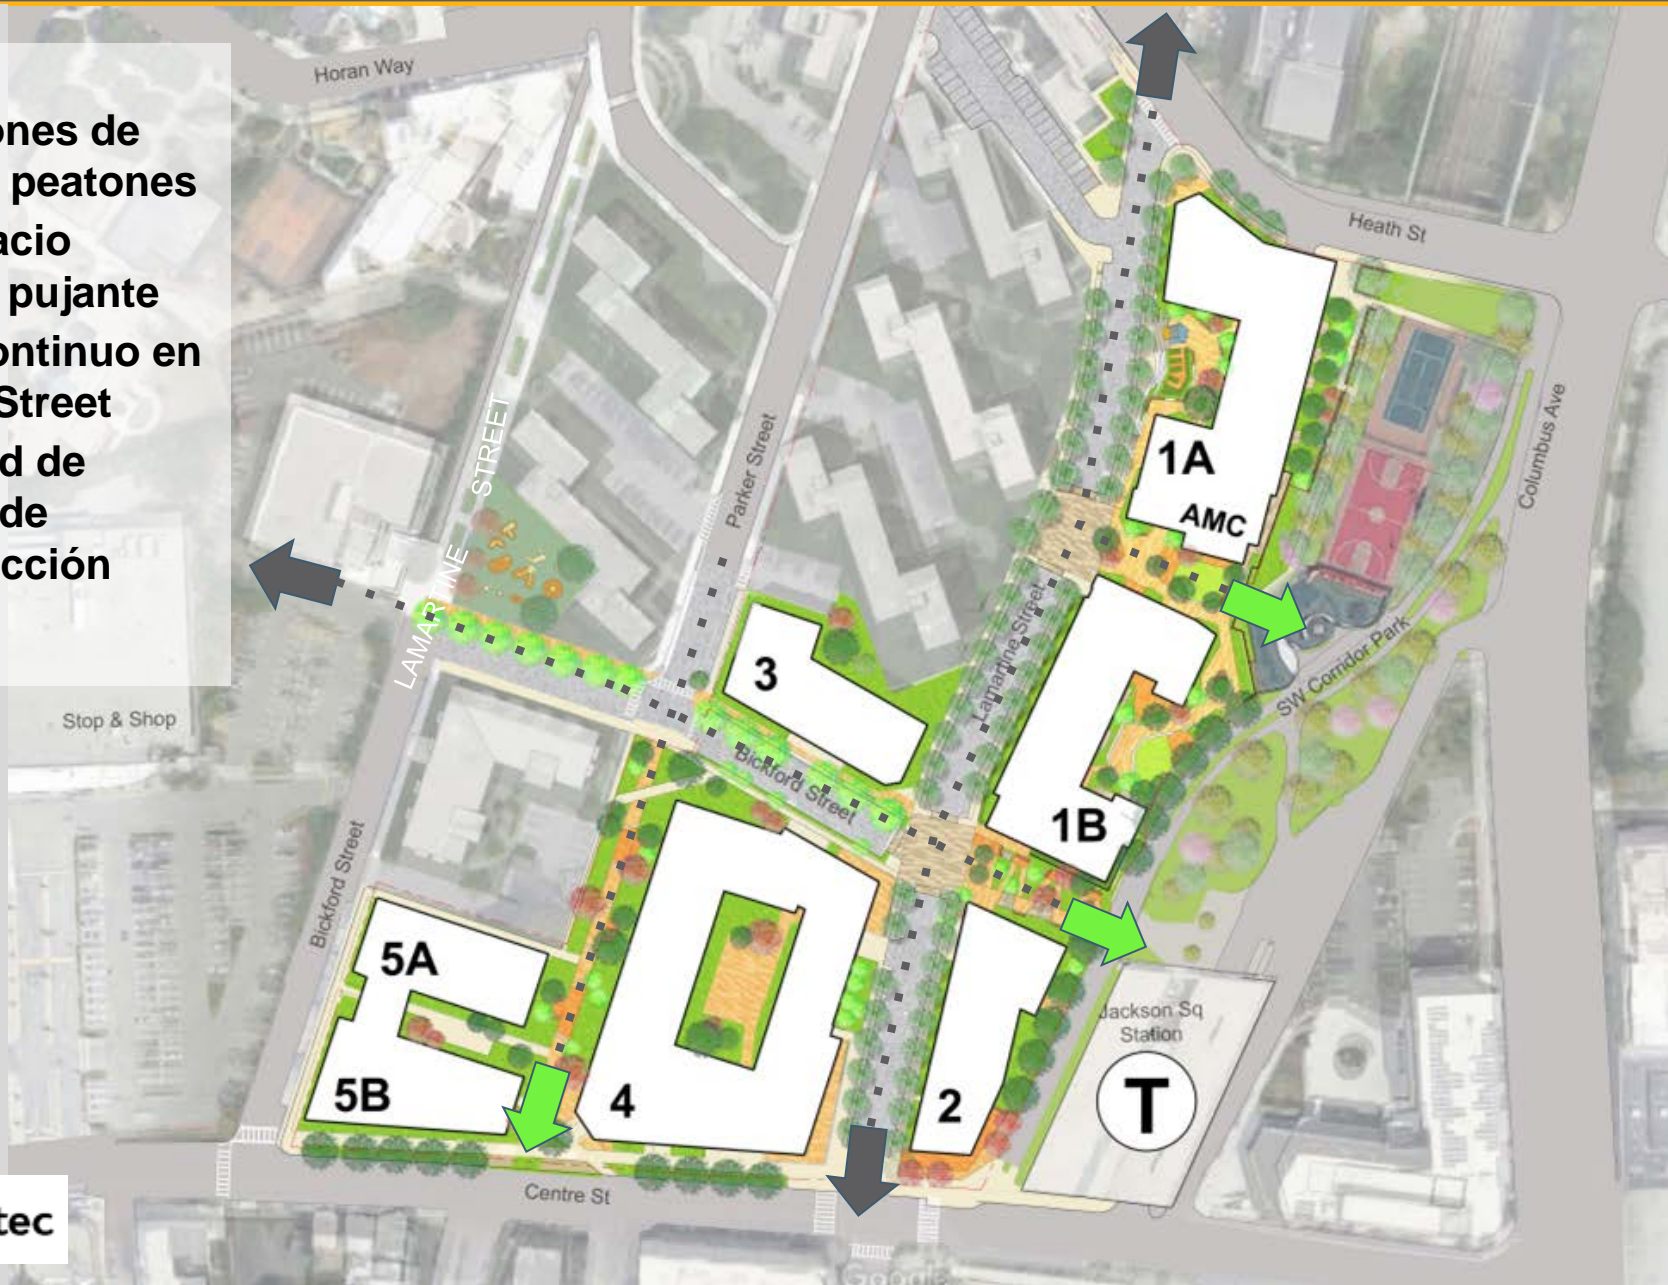 ones de
peatones
acio
pujante
ontinuo en
Street
d de
de
cción
tec
Horan Way
Heath St
Columbus Ave
LAMARTINE STREET
Parker Street
1A
AMC
Lamartine Street
SW Corridor Park
3
Stop & Shop
Bickford Street
1B
Bickford Street
5A
5B
4
2
Jackson Sq
Station
T
Centre St
Google